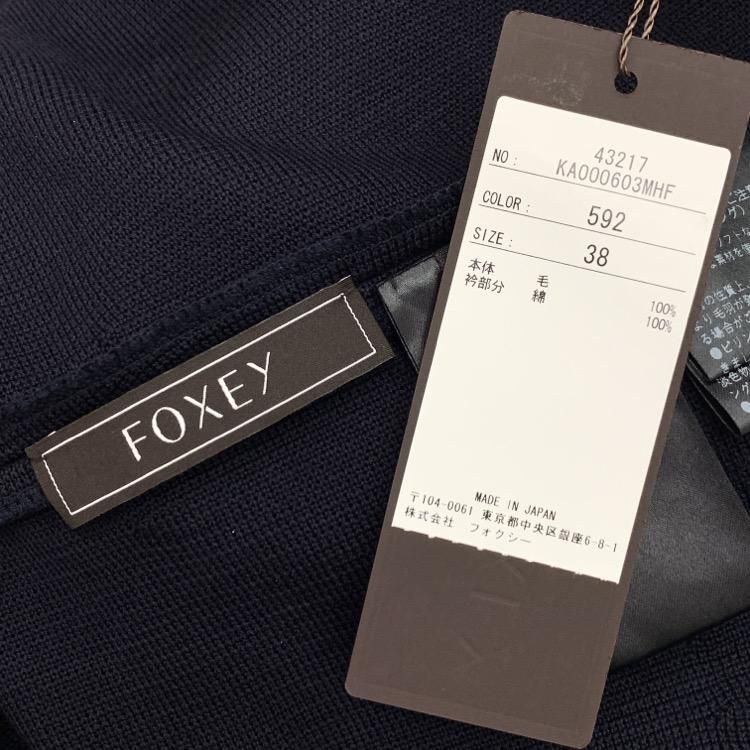 FOXEY
NO: 43217
KA000603MHF
COLOR: 592
SIZE: 38
本体 毛 100%
衿部分 綿 100%
MADE IN JAPAN
〒104-0061 東京都中央区銀座6-8-1
株式会社 フォクシー